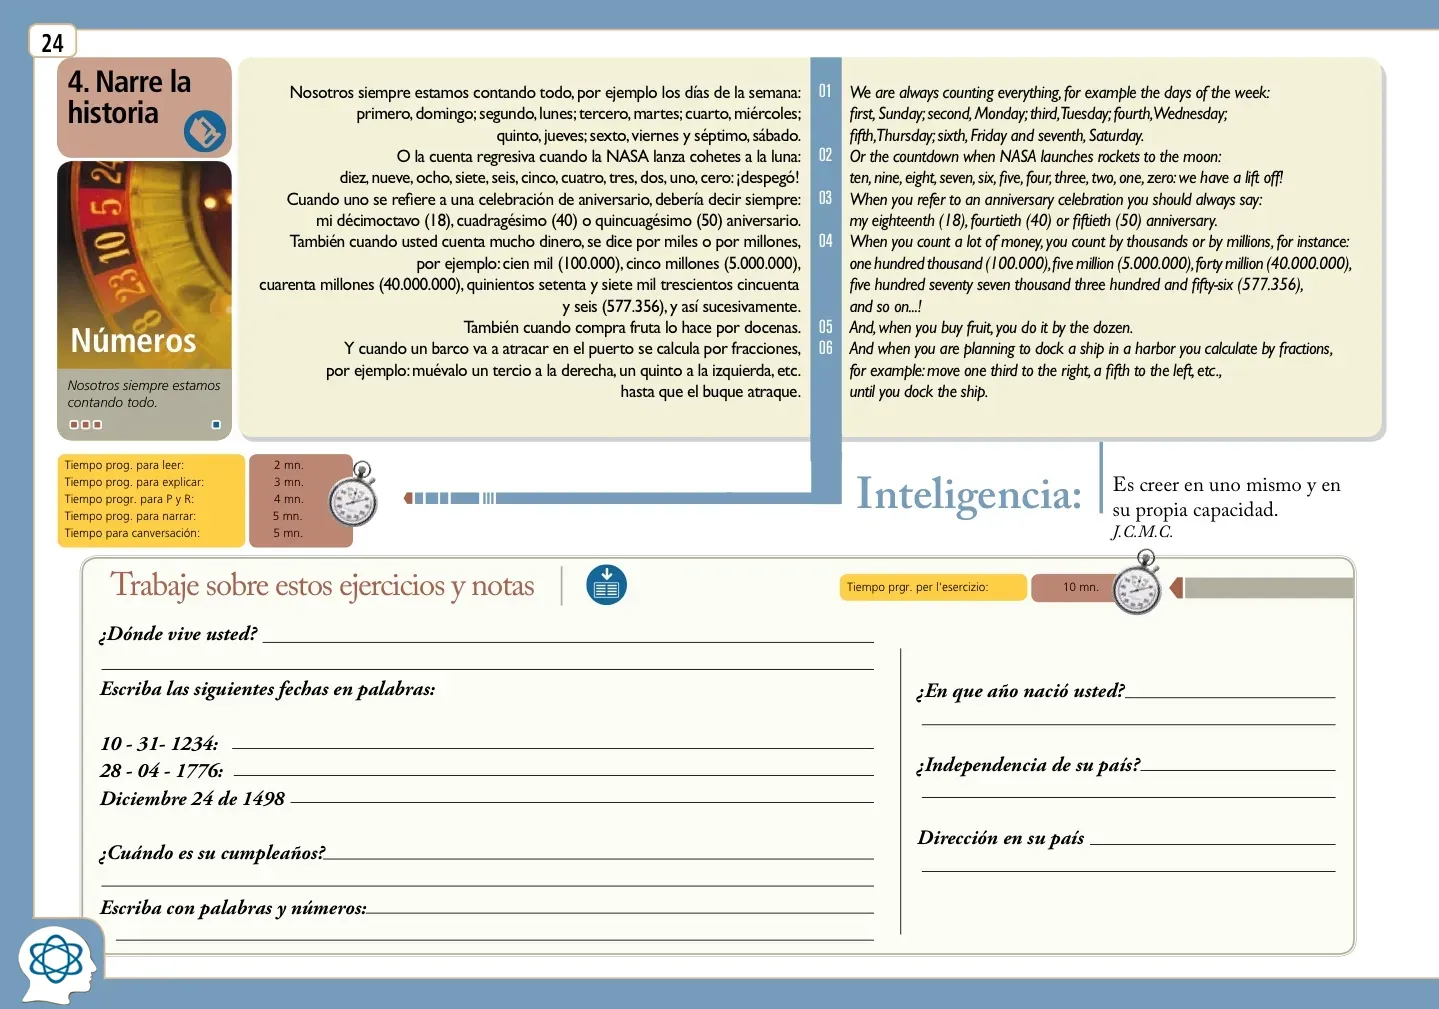 24
4. Narre la
historia
24
5
10
23
8
Números
Nosotros siempre estamos
contando todo.
Nosotros siempre estamos contando todo, por ejemplo los días de la semana:
primero, domingo; segundo, lunes; tercero, martes; cuarto, miércoles;
quinto, jueves; sexto, viernes y séptimo, sábado.
O la cuenta regresiva cuando la NASA lanza cohetes a la luna:
diez, nueve, ocho, siete, seis, cinco, cuatro, tres, dos, uno, cero: ¡despegó!
Cuando uno se refiere a una celebración de aniversario, debería decir siempre:
mi décimoctavo (18), cuadragésimo (40) o quincuagésimo (50) aniversario.
También cuando usted cuenta mucho dinero, se dice por miles o por millones,
por ejemplo: cien mil (100.000), cinco millones (5.000.000),
cuarenta millones (40.000.000), quinientos setenta y siete mil trescientos cincuenta
y seis (577.356), y así sucesivamente.
También cuando compra fruta lo hace por docenas.
Y cuando un barco va a atracar en el puerto se calcula por fracciones,
por ejemplo: muévalo un tercio a la derecha, un quinto a la izquierda, etc.
hasta que el buque atraque.
01
02
03
04
05
06
We are always counting everything, for example the days of the week:
first, Sunday; second, Monday; third, Tuesday; fourth, Wednesday;
fifth, Thursday; sixth, Friday and seventh, Saturday.
Or the countdown when NASA launches rockets to the moon:
ten, nine, eight, seven, six, five, four, three, two, one, zero: we have a lift off!
When you refer to an anniversary celebration you should always say:
my eighteenth (18), fourtieth (40) or fiftieth (50) anniversary.
When you count a lot of money, you count by thousands or by millions, for instance:
one hundred thousand (100.000), five million (5.000.000), forty million (40.000.000),
five hundred seventy seven thousand three hundred and fifty-six (577.356),
and so on...!
And, when you buy fruit, you do it by the dozen.
And when you are planning to dock a ship in a harbor you calculate by fractions,
for example: move one third to the right, a fifth to the left, etc.,
until you dock the ship.
Tiempo prog. para leer: 2 mn.
Tiempo prog. para explicar: 3 mn.
Tiempo progr. para P y R: 4 mn.
Tiempo prog. para narrar: 5 mn.
Tiempo para canversación: 5 mn.
Inteligencia:
Es creer en uno mismo y en
su propia capacidad.
J.C.M.C.
Trabaje sobre estos ejercicios y notas
Tiempo prgr. per l'esercizio: 10 mn.
¿Dónde vive usted?
Escriba las siguientes fechas en palabras:
10 - 31- 1234:
28 - 04 - 1776:
Diciembre 24 de 1498
¿Cuándo es su cumpleaños?
Escriba con palabras y números:
¿En que año nació usted?
¿Independencia de su país?
Dirección en su país